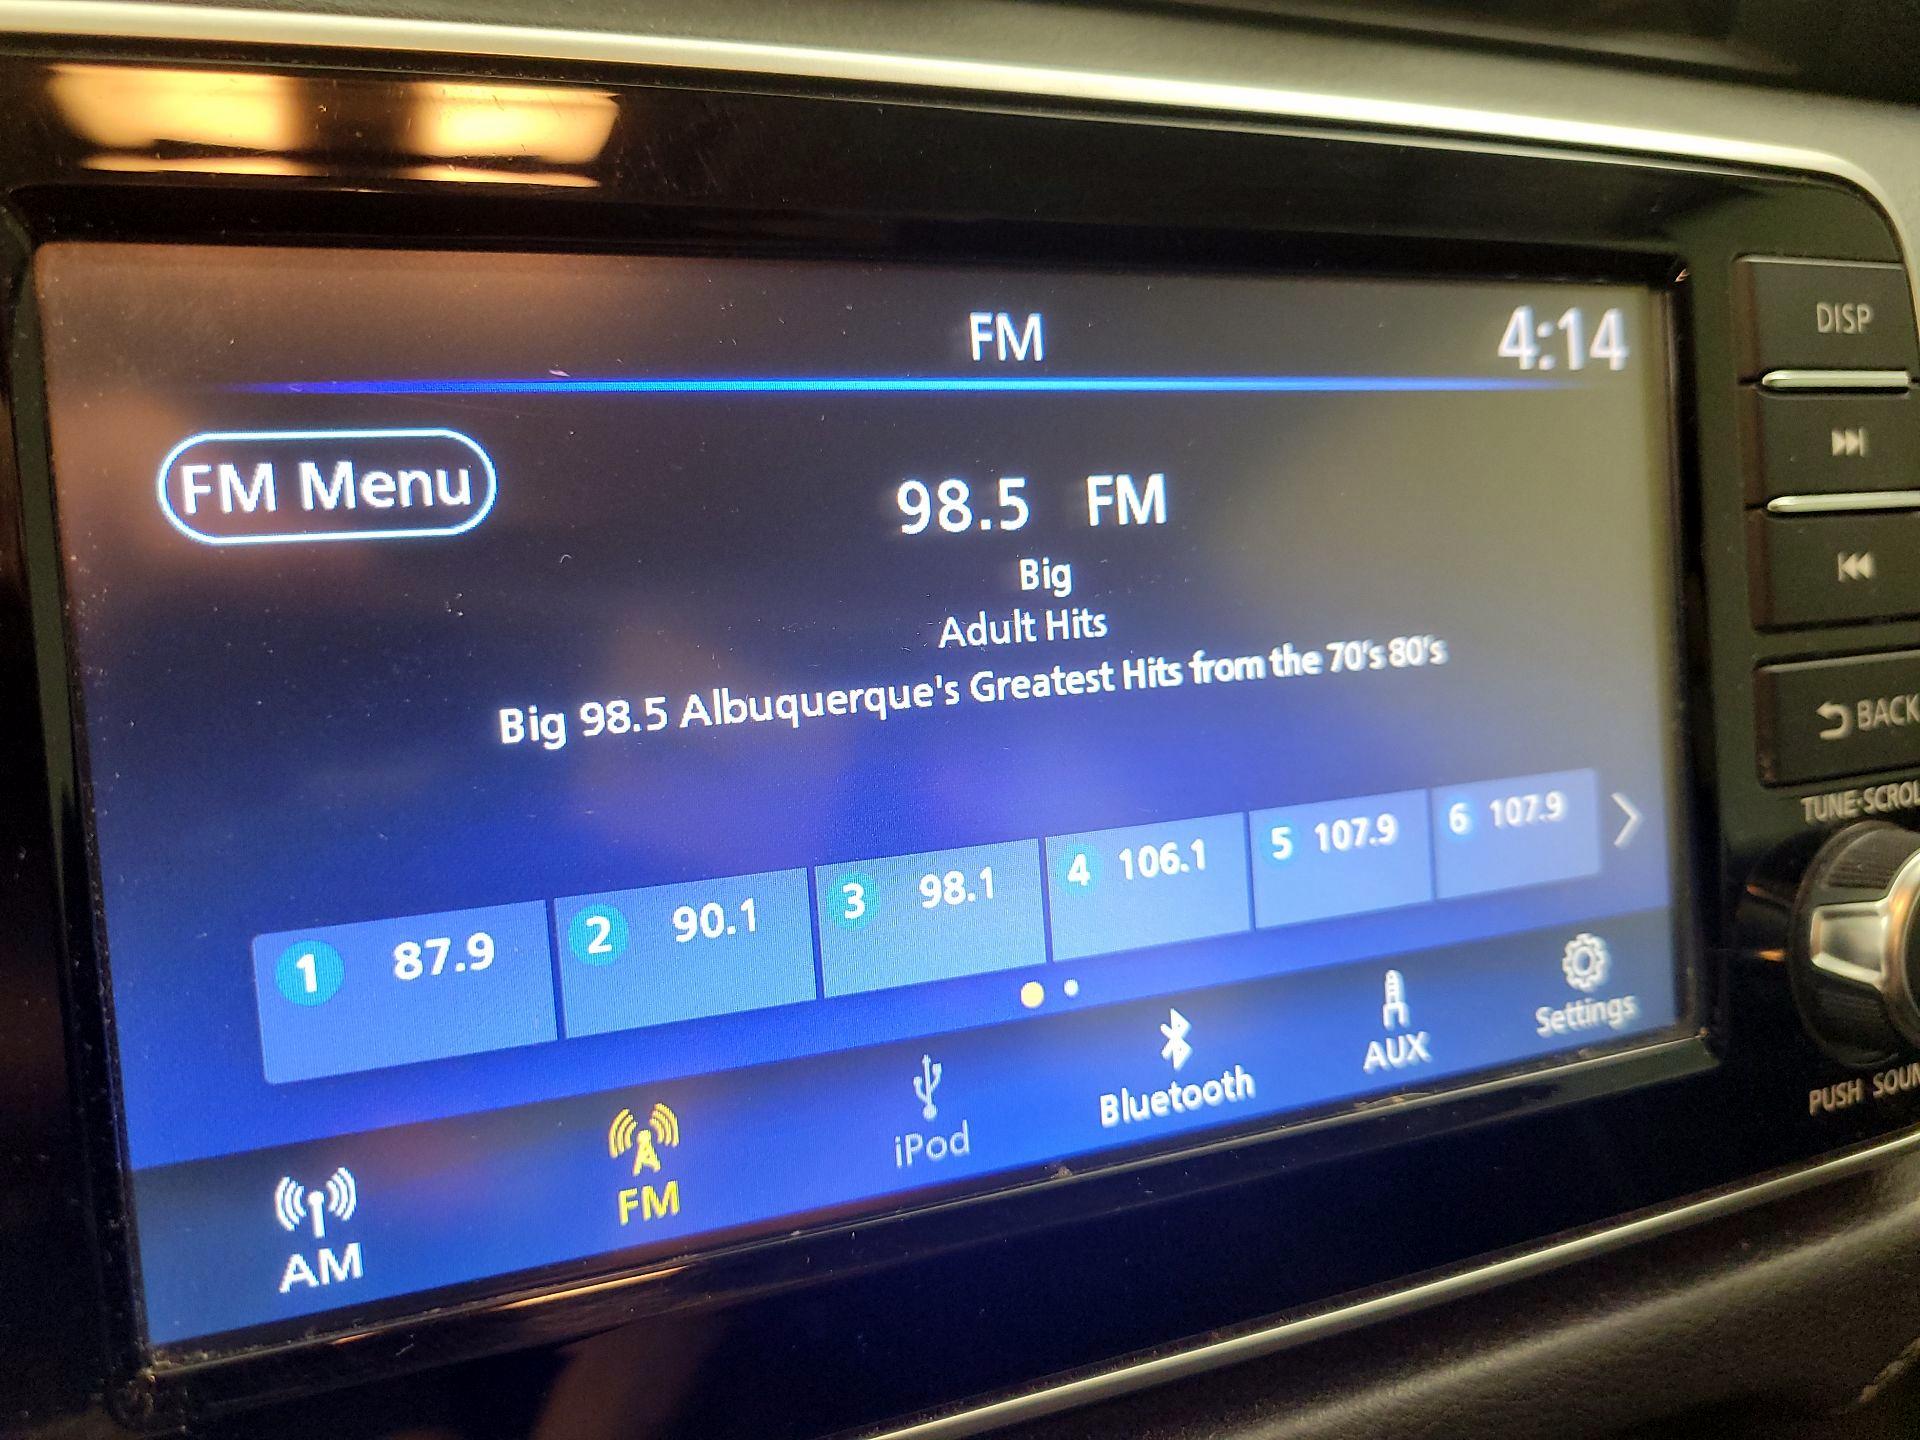 FM
4:14
FM Menu
98.5 FM
Big
Adult Hits
Big 98.5 Albuquerque's Greatest Hits from the 70's 80's
1 87.9
2 90.1
3 98.1
4 106.1
5 107.9
6 107.9
AM
FM
iPod
Bluetooth
AUX
Settings
DISP
BACK
TUNE·SCROL
PUSH SOUN